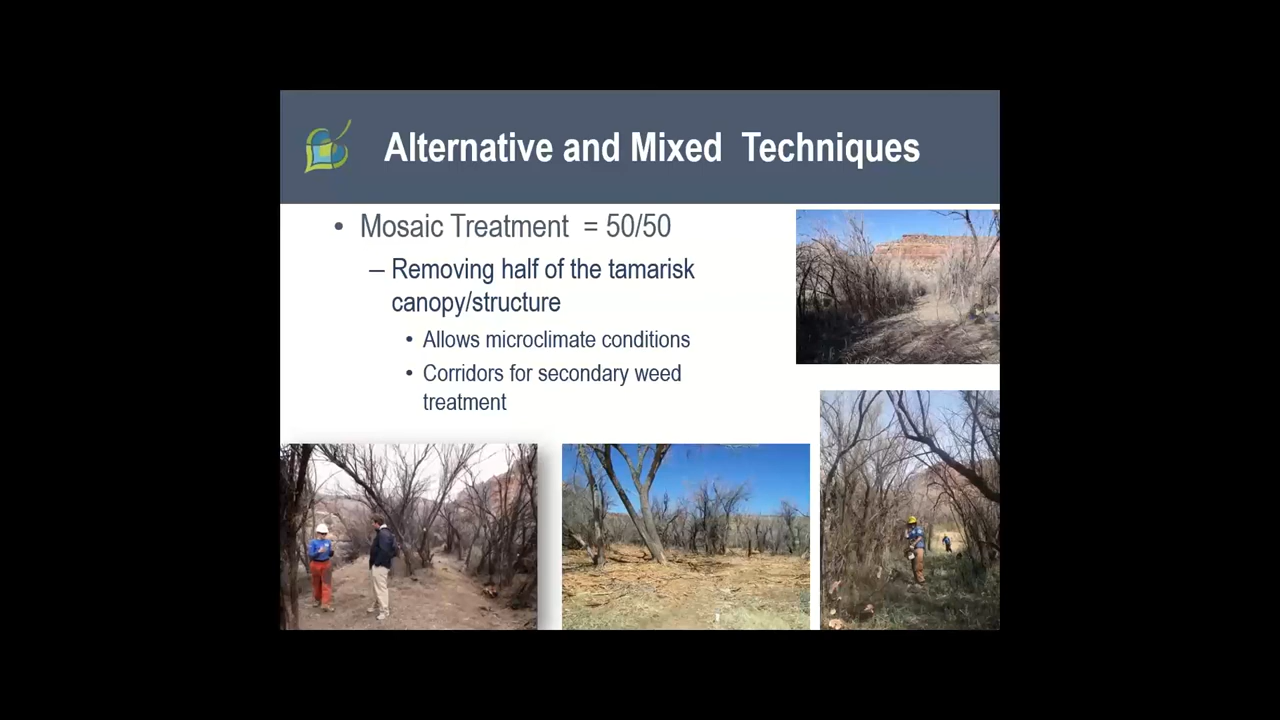 Alternative and Mixed Techniques
• Mosaic Treatment = 50/50
– Removing half of the tamarisk
canopy/structure
• Allows microclimate conditions
• Corridors for secondary weed
treatment